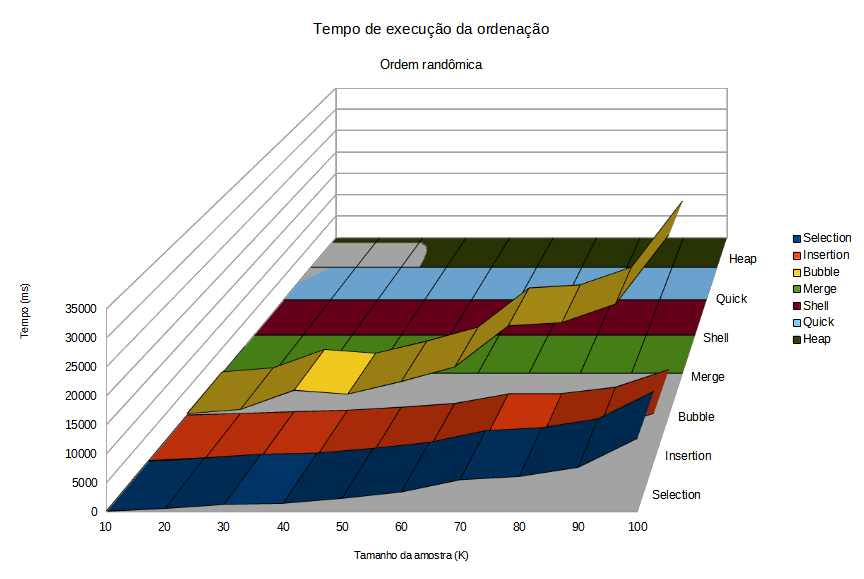 Tempo de execução da ordenação
Ordem randômica
Tempo (ms)
35000
30000
25000
20000
15000
10000
5000
0
10 20 30 40 50 60 70 80 90 100
Tamanho da amostra (K)
Heap
Quick
Shell
Merge
Bubble
Insertion
Selection
Selection
Insertion
Bubble
Merge
Shell
Quick
Heap